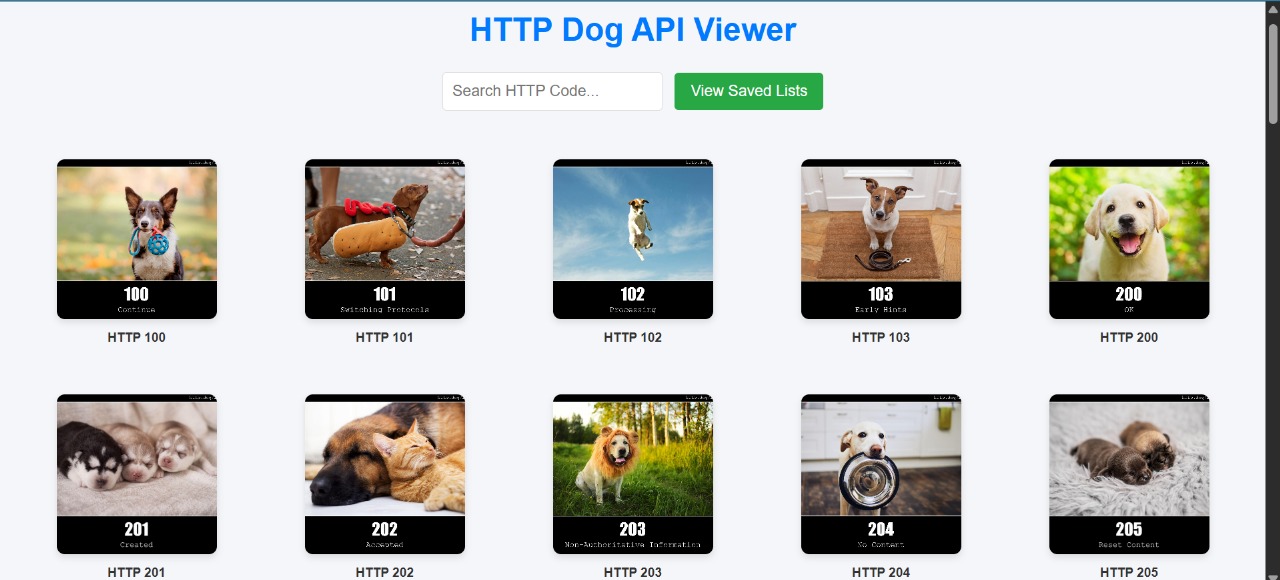 HTTP Dog API Viewer
Search HTTP Code...
View Saved Lists
100
Continue
HTTP 100
101
Switching Protocols
HTTP 101
102
Processing
HTTP 102
103
Early Hints
HTTP 103
200
OK
HTTP 200
201
Created
HTTP 201
202
Accepted
HTTP 202
203
Non-Authoritative Information
HTTP 203
204
No Content
HTTP 204
205
Reset Content
HTTP 205